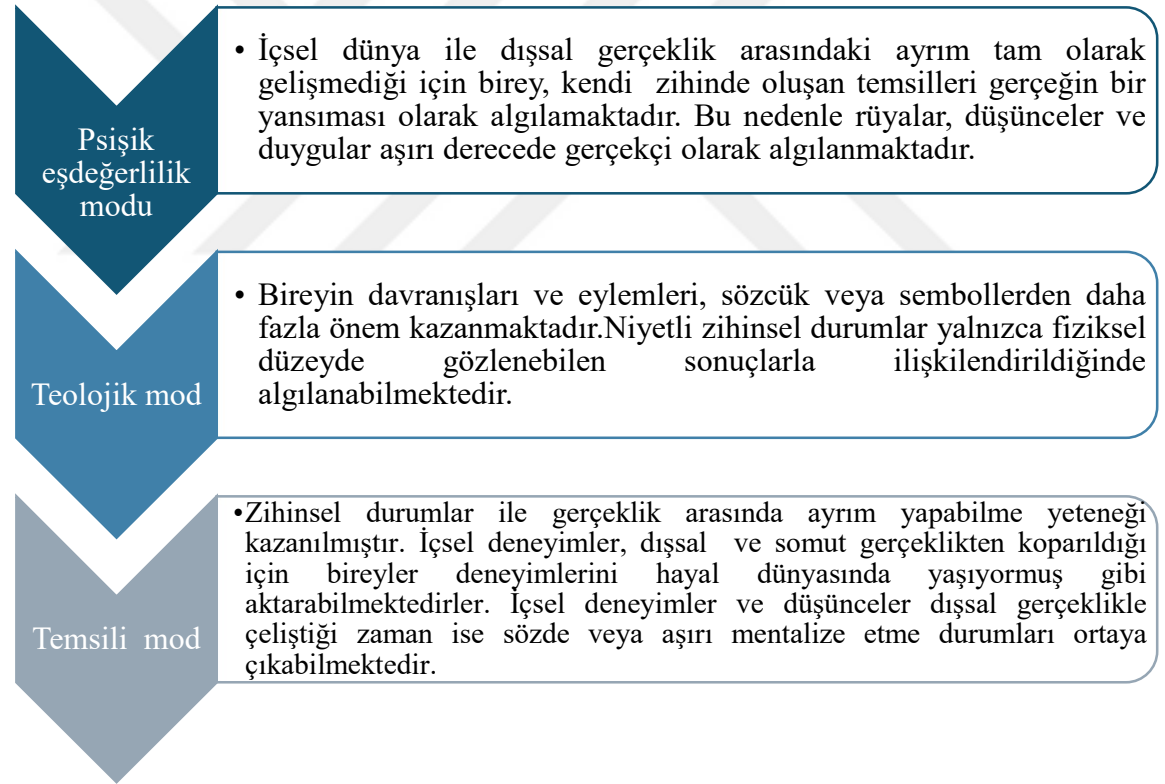 Psişik
eşdeğerlilik
modu
• İçsel dünya ile dışsal gerçeklik arasındaki ayrım tam olarak
gelişmediği için birey, kendi zihinde oluşan temsilleri gerçeğin bir
yansıması olarak algılamaktadır. Bu nedenle rüyalar, düşünceler ve
duygular aşırı derecede gerçekçi olarak algılanmaktadır.
Teolojik mod
• Bireyin davranışları ve eylemleri, sözcük veya sembollerden daha
fazla önem kazanmaktadır.Niyetli zihinsel durumlar yalnızca fiziksel
düzeyde gözlenebilen sonuçlarla ilişkilendirildiğinde
algılanabilmektedir.
Temsili mod
•Zihinsel durumlar ile gerçeklik arasında ayrım yapabilme yeteneği
kazanılmıştır. İçsel deneyimler, dışsal ve somut gerçeklikten koparıldığı
için bireyler deneyimlerini hayal dünyasında yaşıyormuş gibi
aktarabilmektedirler. İçsel deneyimler ve düşünceler dışsal gerçeklikle
çeliştiği zaman ise sözde veya aşırı mentalize etme durumları ortaya
çıkabilmektedir.